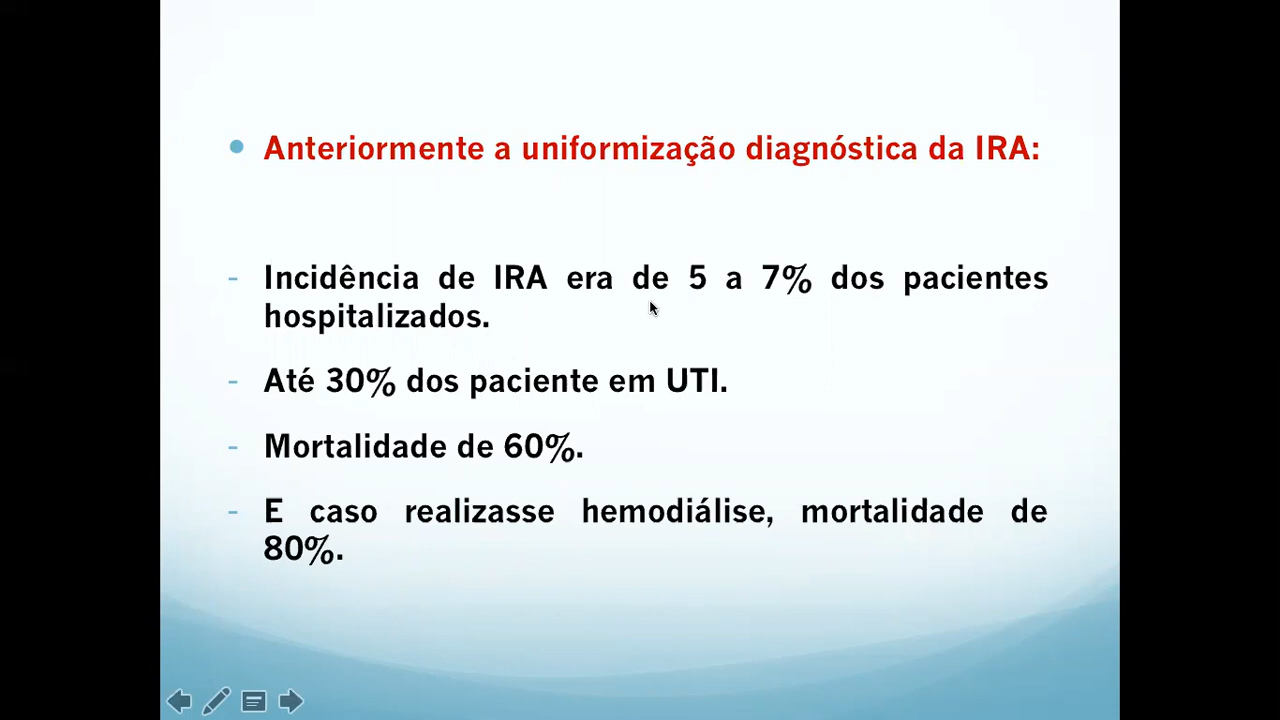 • Anteriormente a uniformização diagnóstica da IRA:
- Incidência de IRA era de 5 a 7% dos pacientes
hospitalizados.
- Até 30% dos paciente em UTI.
- Mortalidade de 60%.
- E caso realizasse hemodiálise, mortalidade de
80%.